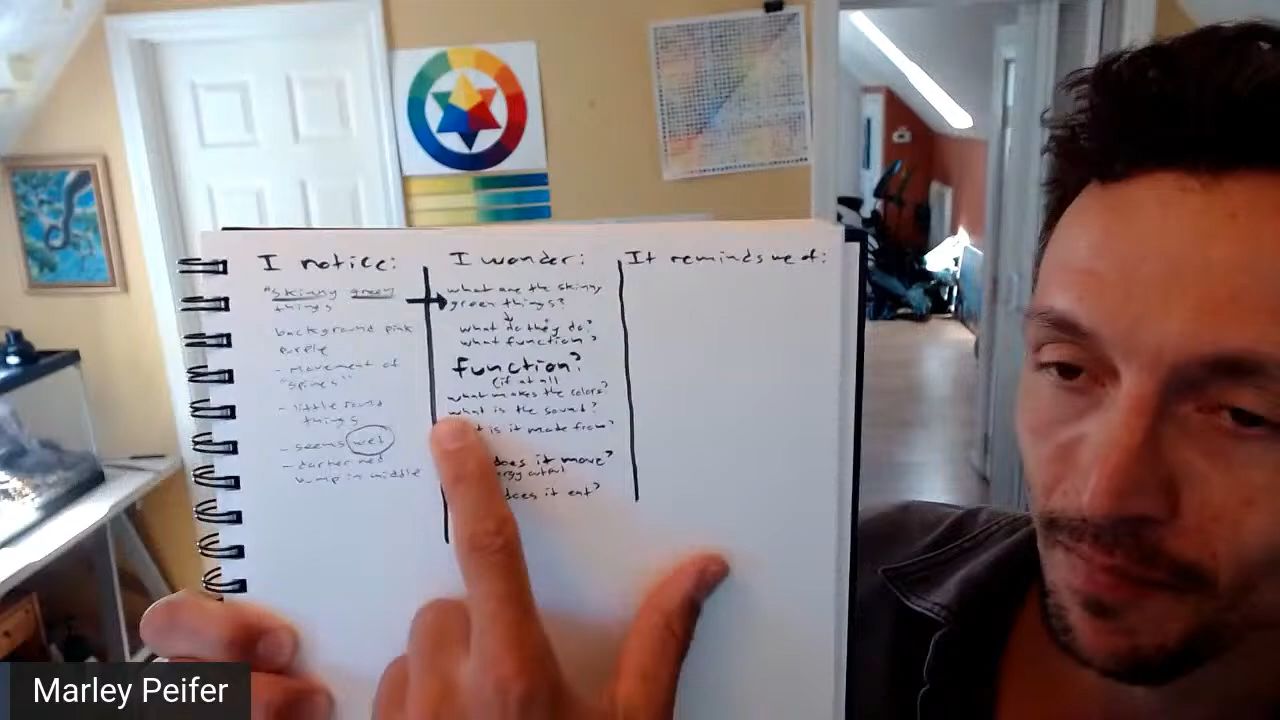 I notice:
"skinny green
things
background pink
purple
- movement of
"spines"
- little round
things
- seems wet
- darker red
lump in middle
I wonder:
what are the skinny
green things?
what do they do?
what function?
function?
(if at all
what makes the colors?
what is the sound?
t is it made from?
does it move?
ergy output
does it eat?
It reminds me of:
Marley Peifer